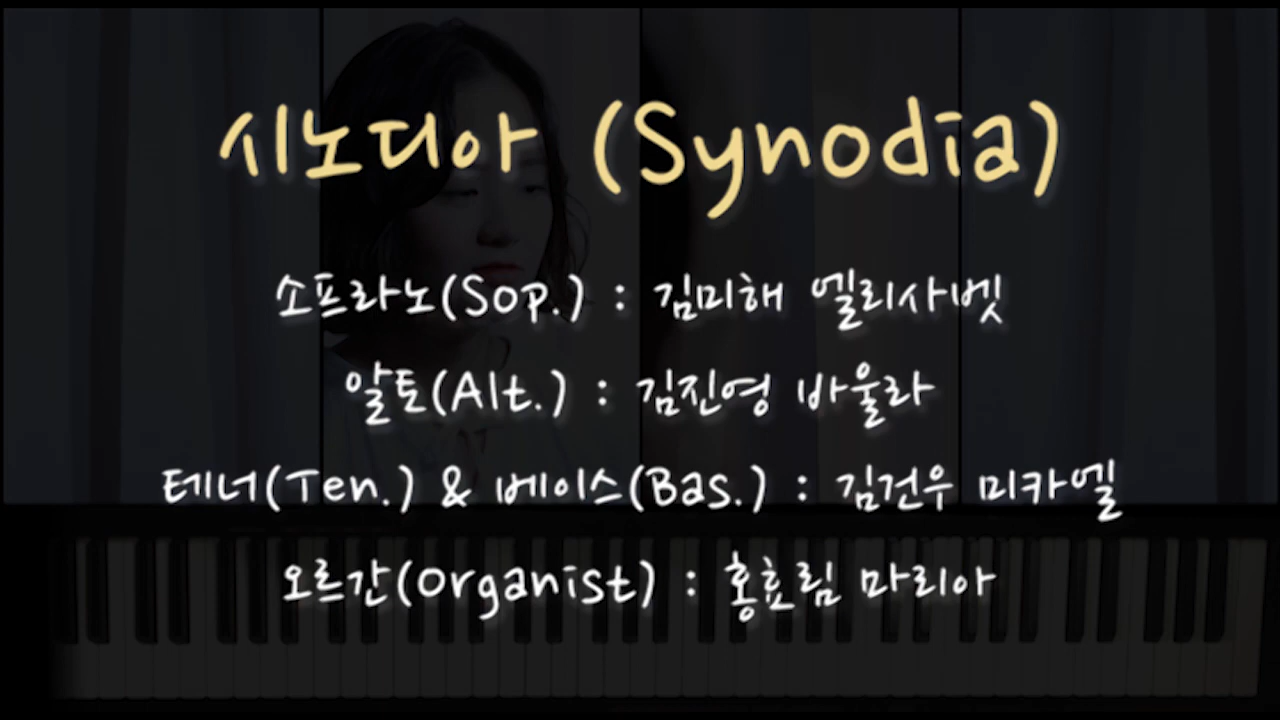 시노디아 (Synodia)
소프라노(Sop.) : 김미해 엘리사벳
알토(Alt.) : 김진영 바울라
테너(Ten.) & 베이스(Bas.) : 김건우 미카엘
오르간(Organist) : 홍효림 마리아